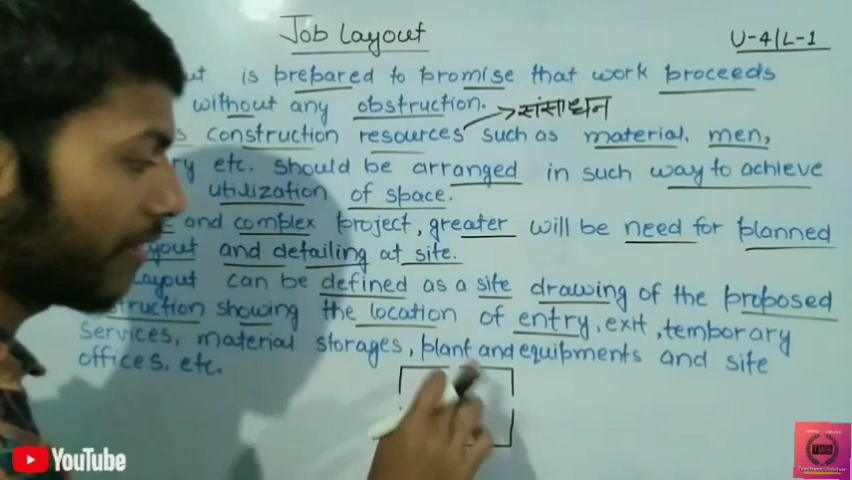 Job Layout
U-4/L-1
is prepared to promise that work proceeds
without any obstruction.
संसाधन
construction resources such as material, men,
etc. should be arranged in such way to achieve
utilization of space.
and complex project, greater will be need for planned
and detailing at site.
Layout can be defined as a site drawing of the proposed
showing the location of entry, exit, temporary
Services, material storages, plant and equipments and site
offices. etc.
YouTube